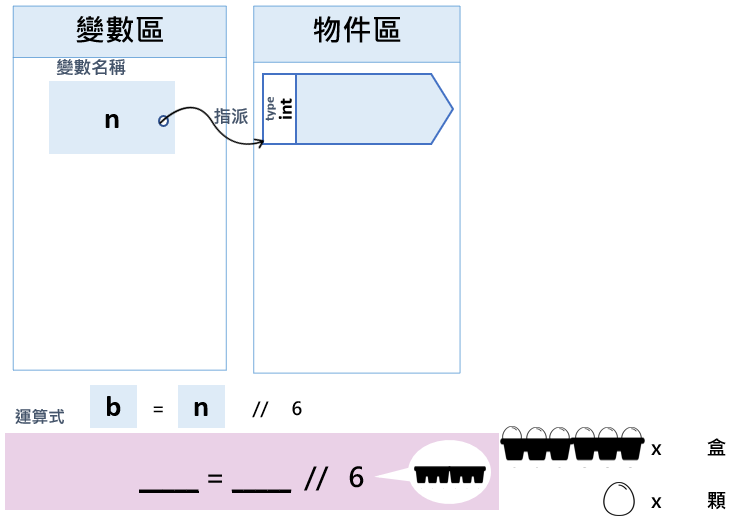 變數區
物件區
變數名稱
n
指派
type
int
運算式
b = n // 6
____ = ____ // 6
x 盒
x 顆